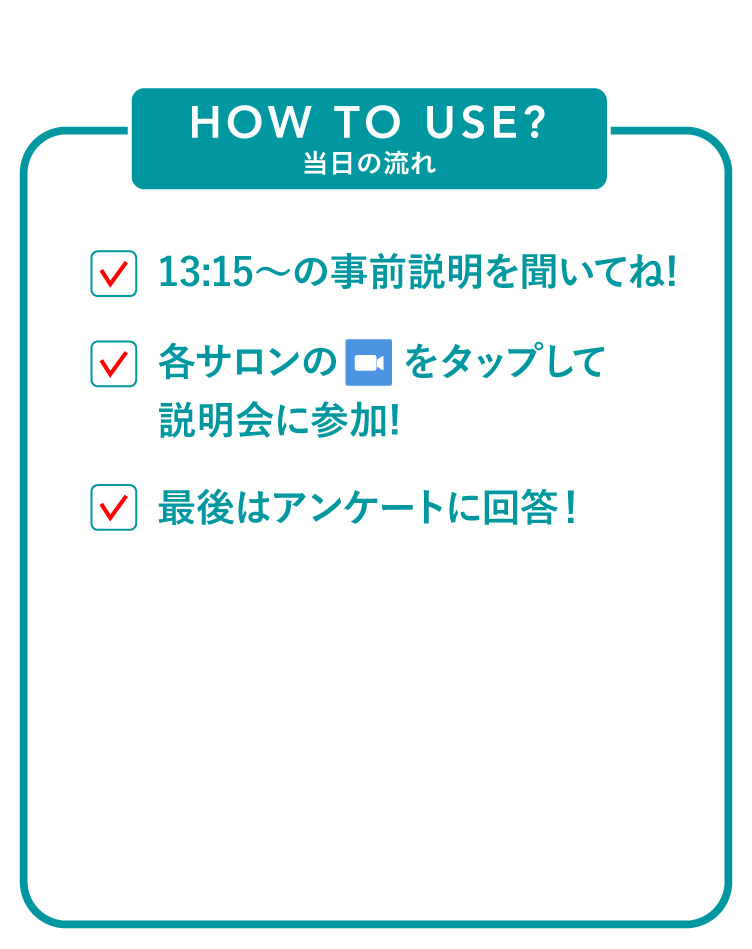 HOW TO USE?
当日の流れ
13:15〜の事前説明を聞いてね!
各サロンの をタップして
説明会に参加!
最後はアンケートに回答！